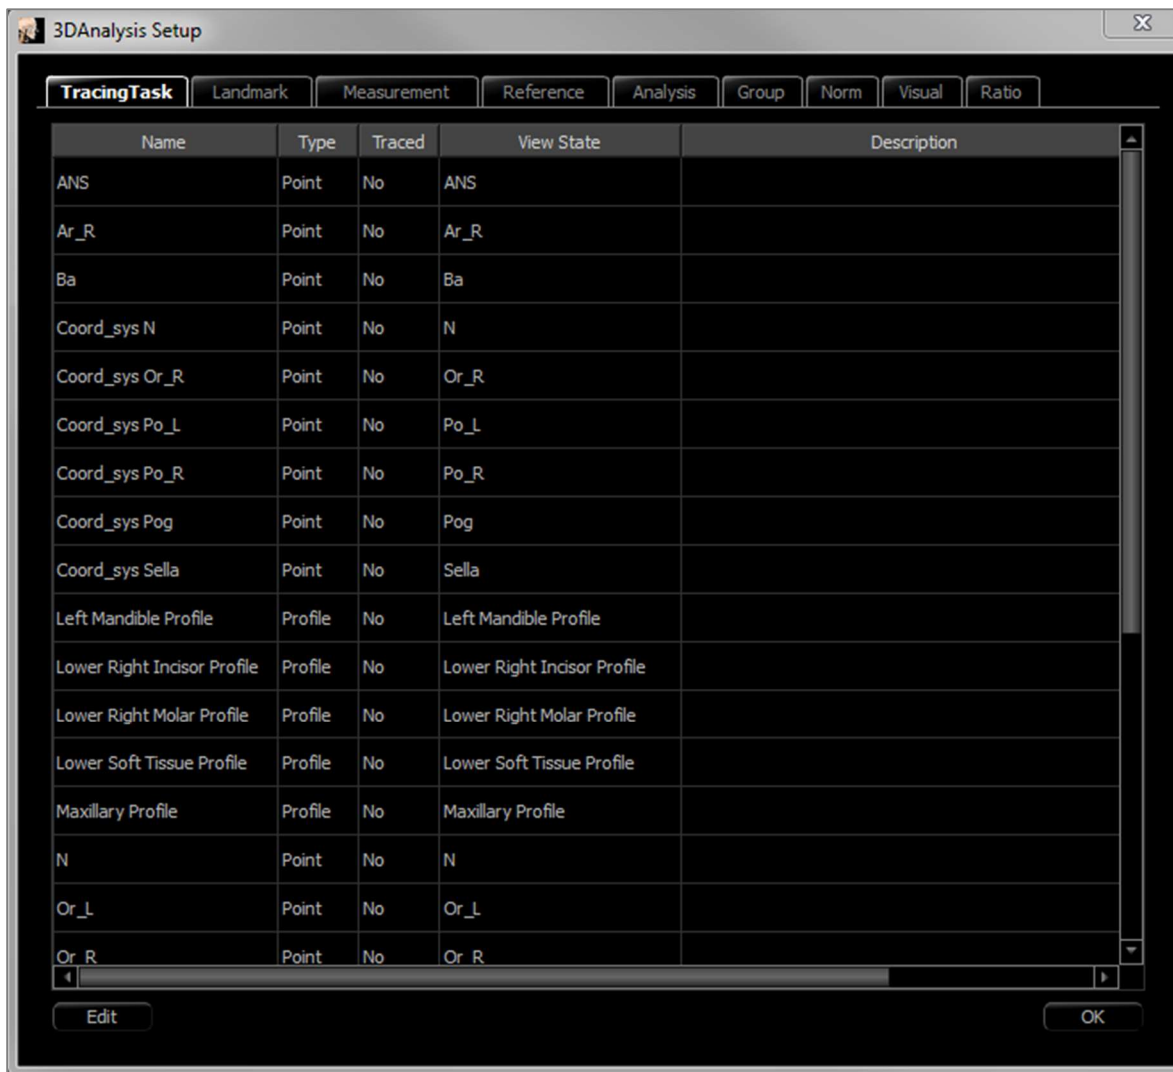 3DAnalysis Setup
TracingTask Landmark Measurement Reference Analysis Group Norm Visual Ratio
Name Type Traced View State Description
ANS Point No ANS
Ar_R Point No Ar_R
Ba Point No Ba
Coord_sys N Point No N
Coord_sys Or_R Point No Or_R
Coord_sys Po_L Point No Po_L
Coord_sys Po_R Point No Po_R
Coord_sys Pog Point No Pog
Coord_sys Sella Point No Sella
Left Mandible Profile Profile No Left Mandible Profile
Lower Right Incisor Profile Profile No Lower Right Incisor Profile
Lower Right Molar Profile Profile No Lower Right Molar Profile
Lower Soft Tissue Profile Profile No Lower Soft Tissue Profile
Maxillary Profile Profile No Maxillary Profile
N Point No N
Or_L Point No Or_L
Or_R Point No Or_R
Edit OK